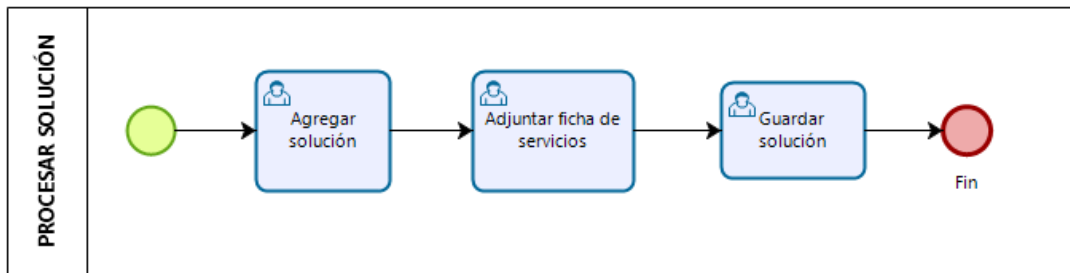 PROCESAR SOLUCIÓN
Agregar
solución
Adjuntar ficha de
servicios
Guardar
solución
Fin